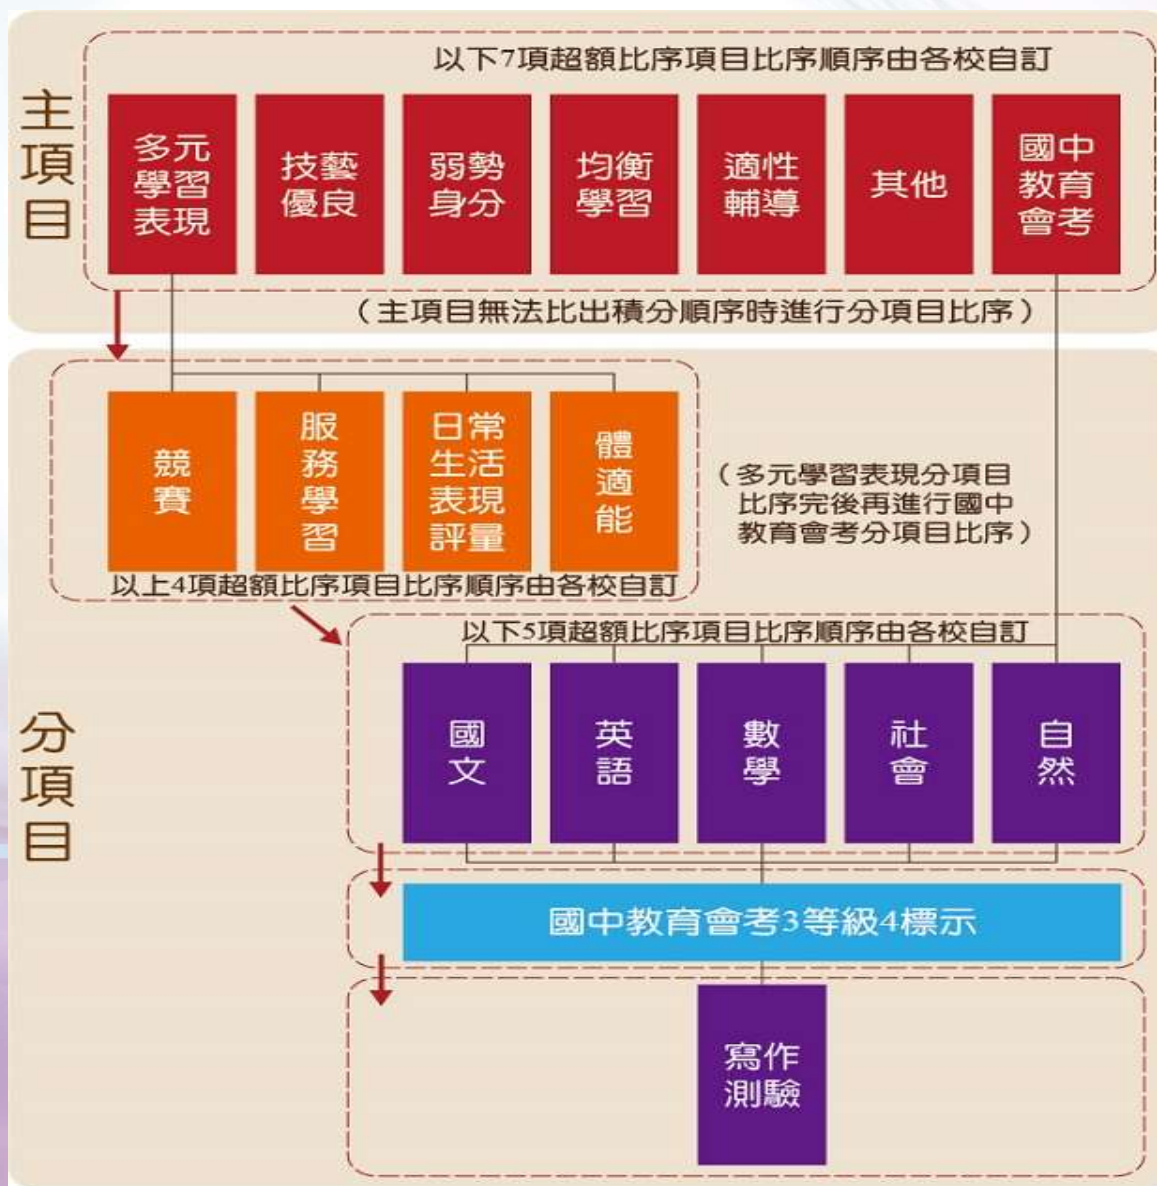 主項目
以下7項超額比序項目比序順序由各校自訂
多元
學習
表現
技藝
優良
弱勢
身分
均衡
學習
適性
輔導
其他
國中
教育
會考
（主項目無法比出積分順序時進行分項目比序）
分項目
競賽
服務學習
日常
生活
表現
評量
體適能
（多元學習表現分項目
比序完後再進行國中
教育會考分項目比序）
以上4項超額比序項目比序順序由各校自訂
以下5項超額比序項目比序順序由各校自訂
國文
英語
數學
社會
自然
國中教育會考3等級4標示
寫作
測驗